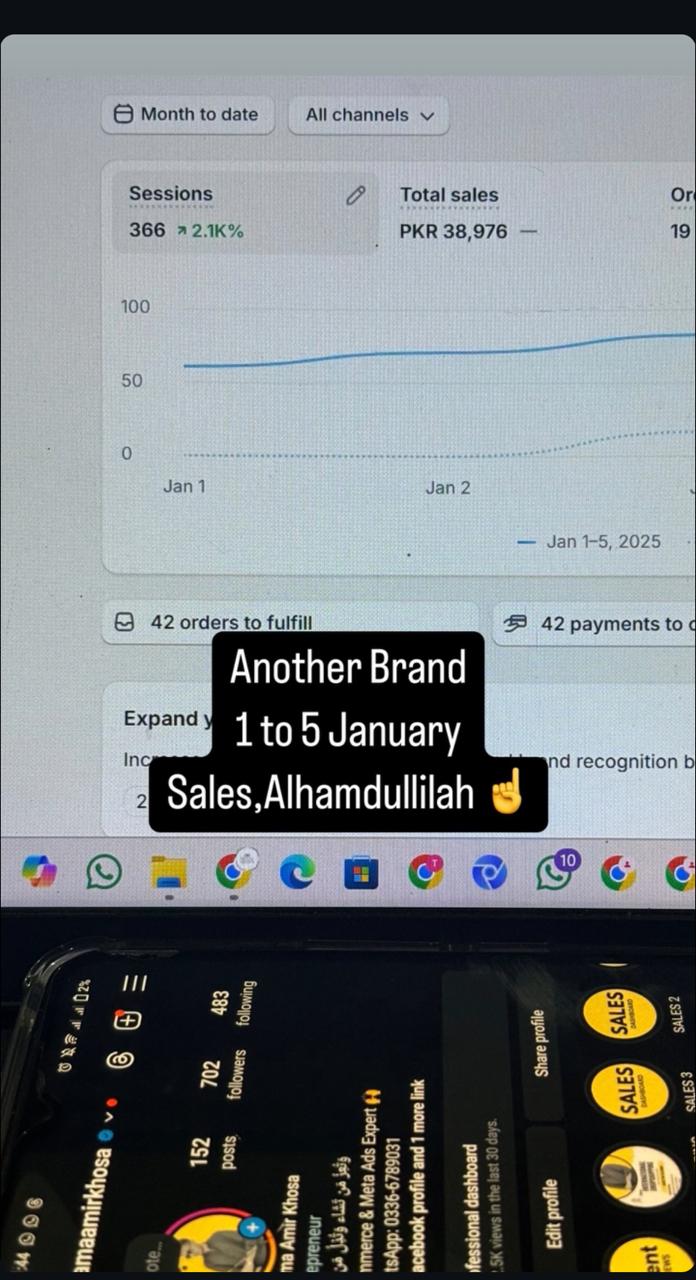 Month to date
All channels
Sessions
366 ↗ 2.1K%
Total sales
PKR 38,976 —
19
100
50
0
Jan 1
Jan 2
Jan 1–5, 2025
42 orders to fulfill
42 payments to
Another Brand
1 to 5 January
Sales,Alhamdullilah ☝
Expand
nd recognition b
2
10
2%
amaamirkhosa
152
posts
702
followers
483
following
ma Amir Khosa
epreneur
mmerce & Meta Ads Expert
tsApp: 0336-6789031
acebook profile and 1 more link
fessional dashboard
.5K views in the last 30 days.
Edit profile
Share profile
SALES
DASHBOARD
SALES 3
SALES
DASHBOARD
SALES 2